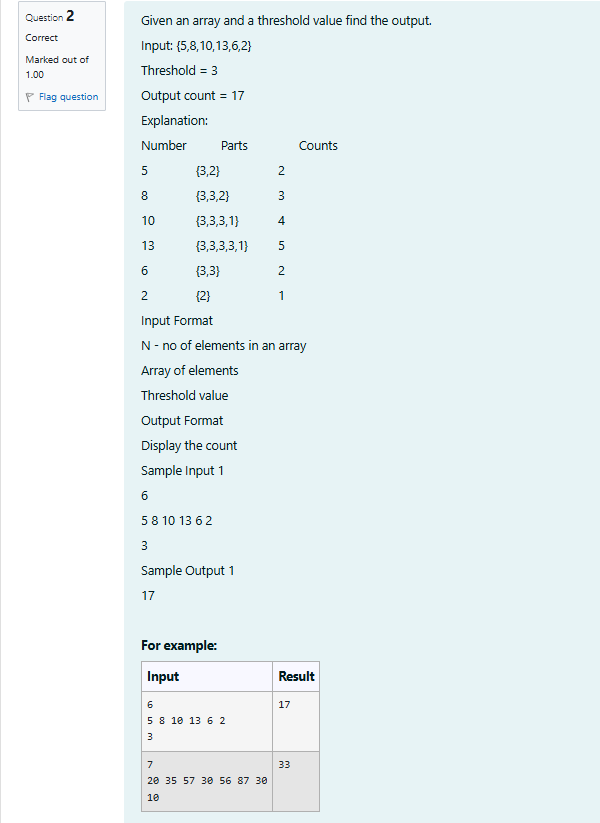 Question 2
Correct
Marked out of
1.00
Flag question
Given an array and a threshold value find the output.
Input: {5,8,10,13,6,2}
Threshold = 3
Output count = 17
Explanation:
Number Parts Counts
5 {3,2} 2
8 {3,3,2} 3
10 {3,3,3,1} 4
13 {3,3,3,3,1} 5
6 {3,3} 2
2 {2} 1
Input Format
N - no of elements in an array
Array of elements
Threshold value
Output Format
Display the count
Sample Input 1
6
5 8 10 13 6 2
3
Sample Output 1
17
For example:
Input Result
6 17
5 8 10 13 6 2
3
7 33
20 35 57 30 56 87 30
10